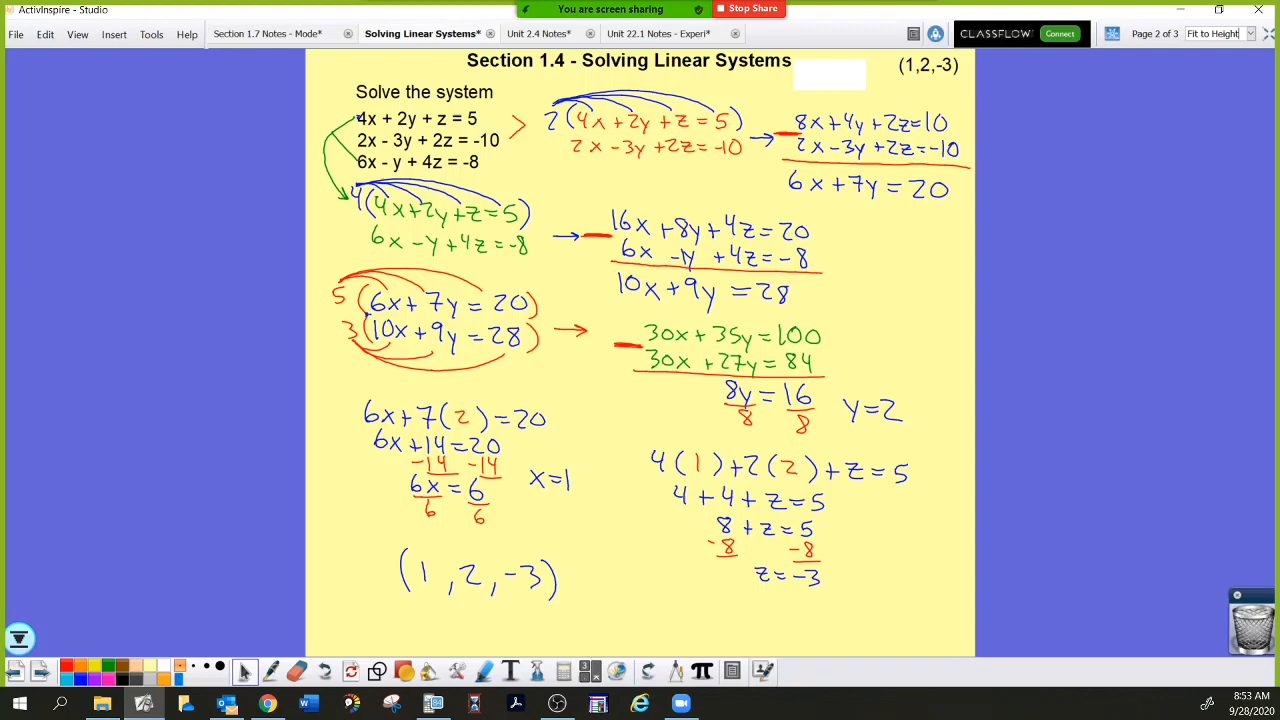 ActivInspire - Studio
You are screen sharing
Stop Share
File Edit View Insert Tools Help
Section 1.7 Notes - Mode*
Solving Linear Systems*
Unit 2.4 Notes*
Unit 22.1 Notes - Experi*
CLASSFLOW
Connect
Page 2 of 3
Fit to Height
Section 1.4 - Solving Linear Systems
(1,2,-3)
Solve the system
4x + 2y + z = 5
2x - 3y + 2z = -10
6x - y + 4z = -8
2(4x+2y+z=5)
2x-3y+2z=-10
8x+4y+2z=10
2x-3y+2z=-10
6x+7y=20
4(4x+2y+z=5)
6x-y+4z=-8
16x+8y+4z=20
6x -1y +4z=-8
10x+9y=28
5(6x+7y=20)
3(10x+9y=28)
30x+35y=100
30x+27y=84
8y=16
8 8
y=2
6x+7(2)=20
6x+14=20
-14 -14
6x=6
6 6
x=1
4(1)+2(2)+z=5
4+4+z=5
8+z=5
-8 -8
z=-3
(1,2,-3)
8:53 AM
9/28/2020